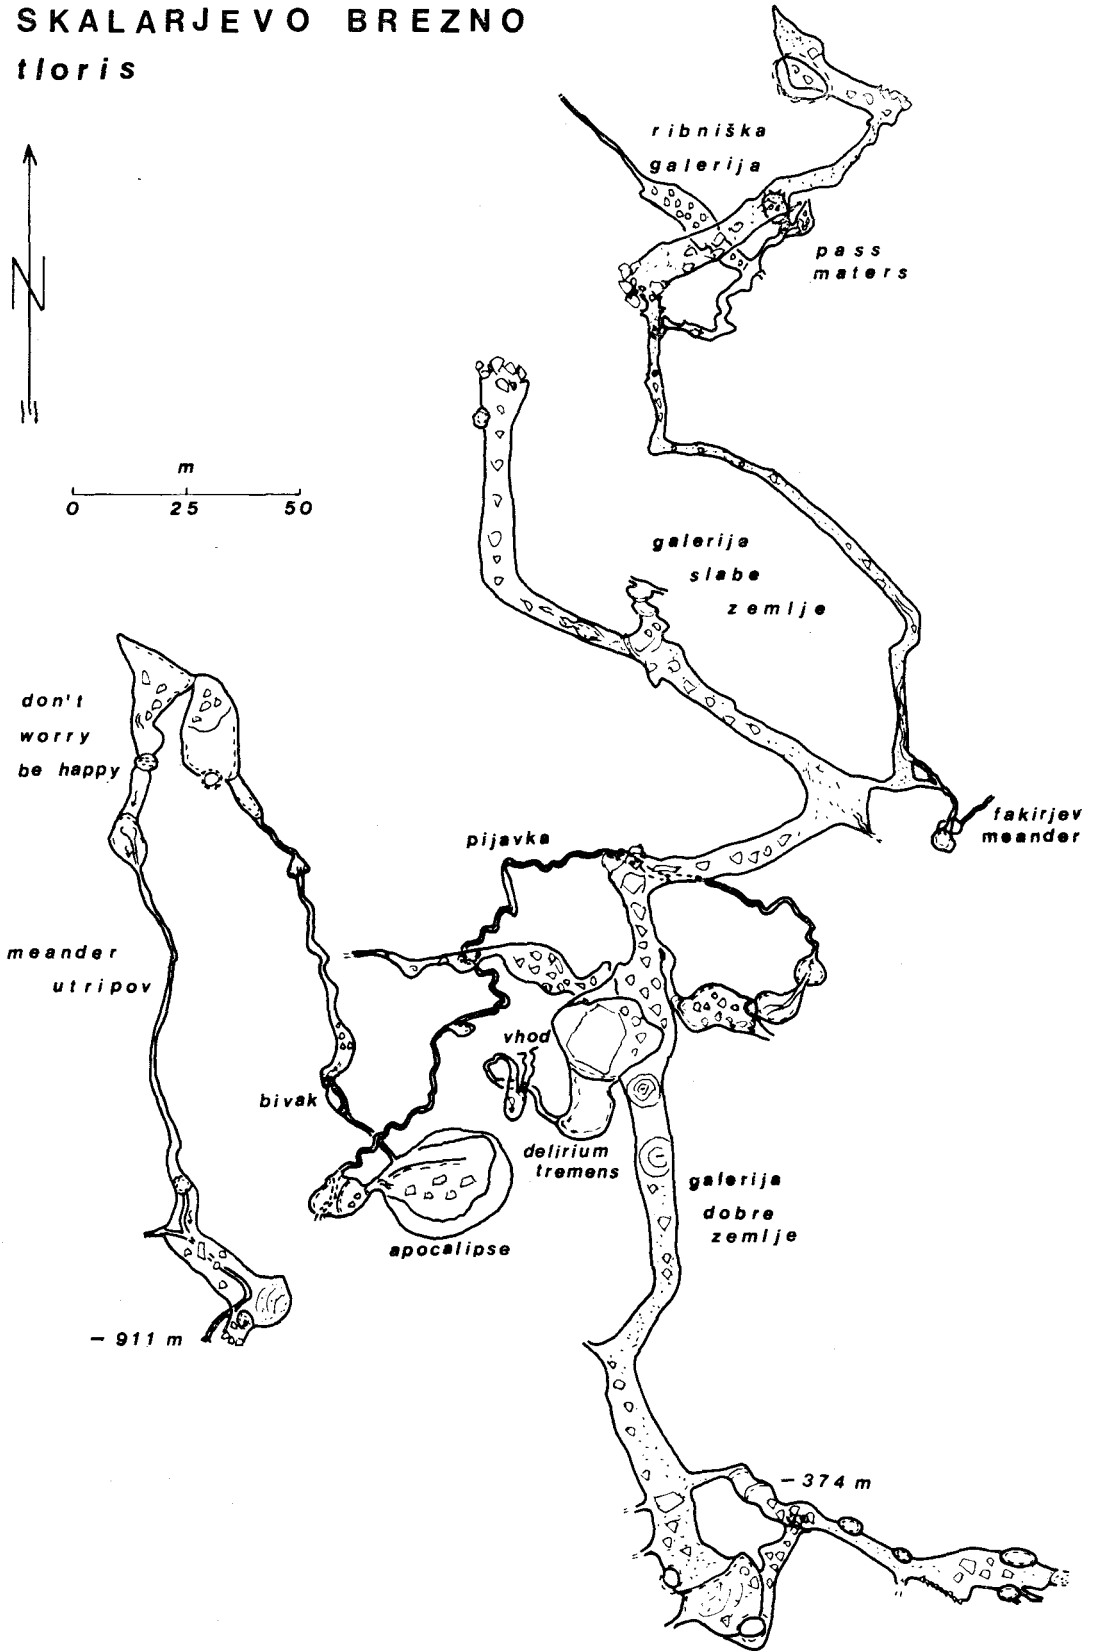 SKALARJEVO BREZNO
tloris
ribniška
galerija
pass
maters
N
m
0 25 50
galerija
slabe
zemlje
don't
worry
be happy
fakirjev
meander
pijavka
meander
utripov
vhod
bivak
delirium
tremens
galerija
dobre
zemlje
apocalipse
– 911 m
– 374 m